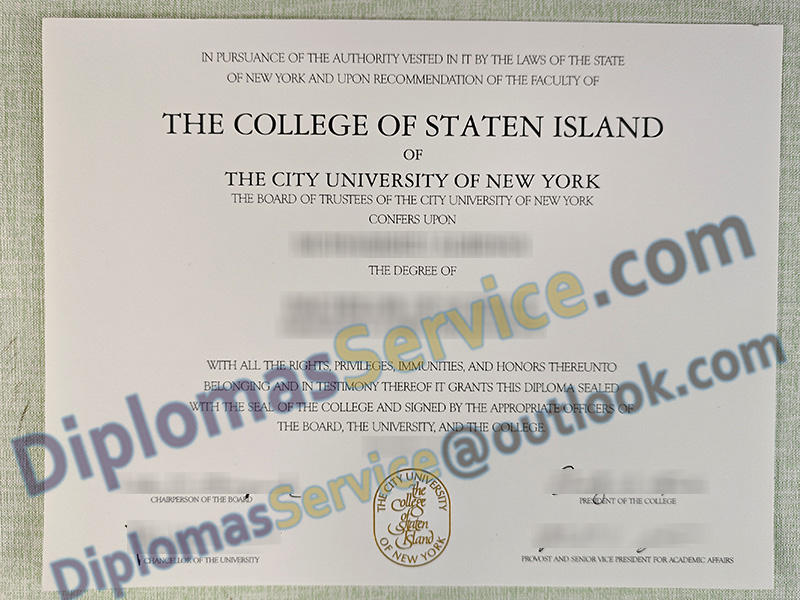 IN PURSUANCE OF THE AUTHORITY VESTED IN IT BY THE LAWS OF THE STATE
OF NEW YORK AND UPON RECOMMENDATION OF THE FACULTY OF
THE COLLEGE OF STATEN ISLAND
OF
THE CITY UNIVERSITY OF NEW YORK
THE BOARD OF TRUSTEES OF THE CITY UNIVERSITY OF NEW YORK
CONFERS UPON
THE DEGREE OF
WITH ALL THE RIGHTS, PRIVILEGES, IMMUNITIES, AND HONORS THEREUNTO
BELONGING AND IN TESTIMONY THEREOF IT GRANTS THIS DIPLOMA SEALED
WITH THE SEAL OF THE COLLEGE AND SIGNED BY THE APPROPRIATE OFFICERS OF
THE BOARD, THE UNIVERSITY, AND THE COLLEGE
CHAIRPERSON OF THE BOARD
PRESIDENT OF THE COLLEGE
CHANCELLOR OF THE UNIVERSITY
PROVOST AND SENIOR VICE PRESIDENT FOR ACADEMIC AFFAIRS
THE CITY UNIVERSITY
the
College
of
Staten
Island
OF NEW YORK
DiplomasService.com
DiplomasService@outlook.com